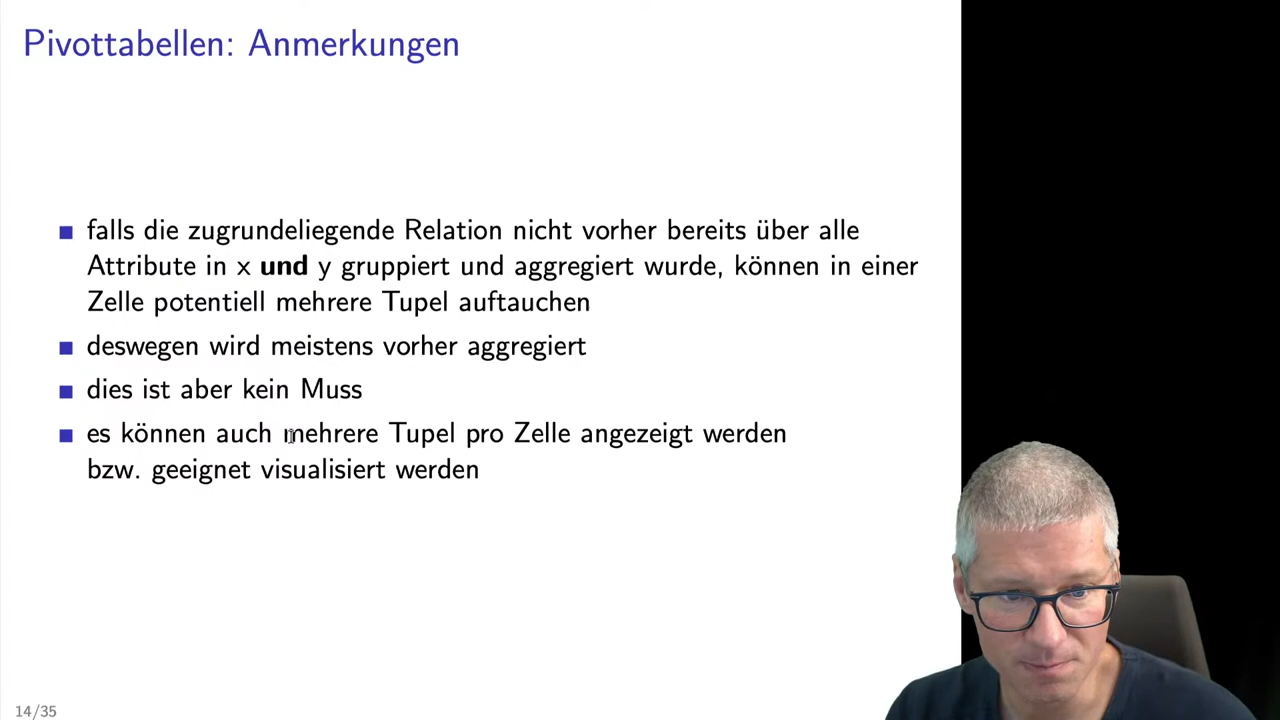 Pivottabellen: Anmerkungen
falls die zugrundeliegende Relation nicht vorher bereits über alle
Attribute in x und y gruppiert und aggregiert wurde, können in einer
Zelle potentiell mehrere Tupel auftauchen
deswegen wird meistens vorher aggregiert
dies ist aber kein Muss
es können auch mehrere Tupel pro Zelle angezeigt werden
bzw. geeignet visualisiert werden
14/35